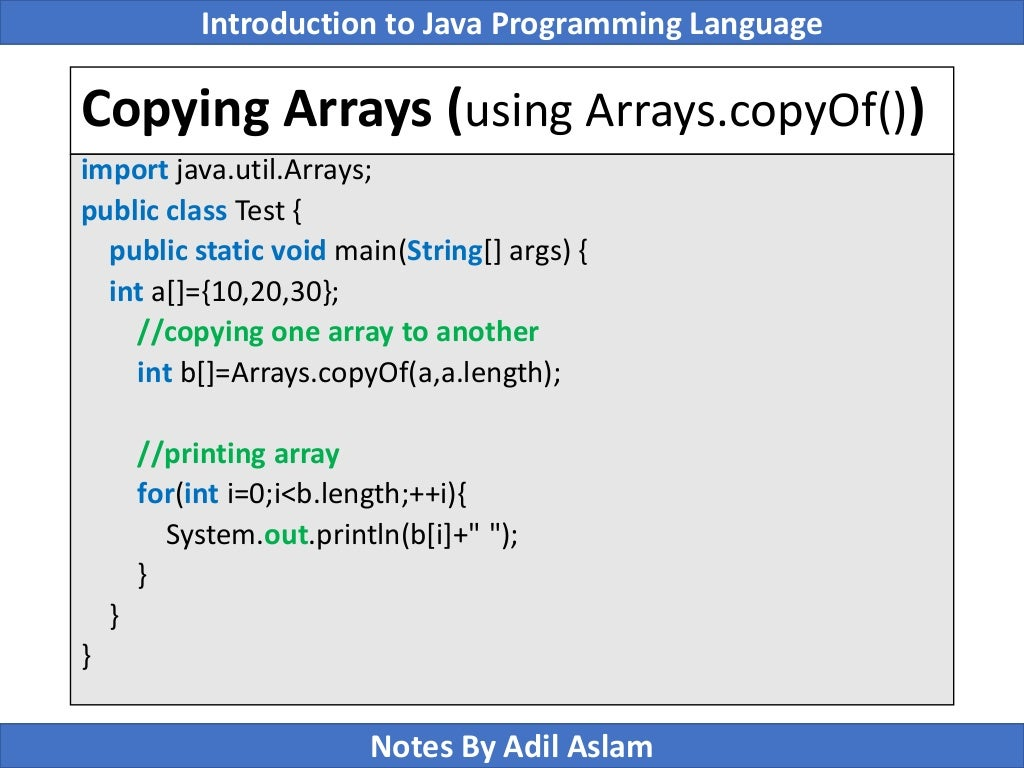 Introduction to Java Programming Language
Copying Arrays (using Arrays.copyOf())
import java.util.Arrays;
public class Test {
public static void main(String[] args) {
int a[]={10,20,30};
//copying one array to another
int b[]=Arrays.copyOf(a,a.length);
//printing array
for(int i=0;i<b.length;++i){
System.out.println(b[i]+" ");
}
}
}
Notes By Adil Aslam